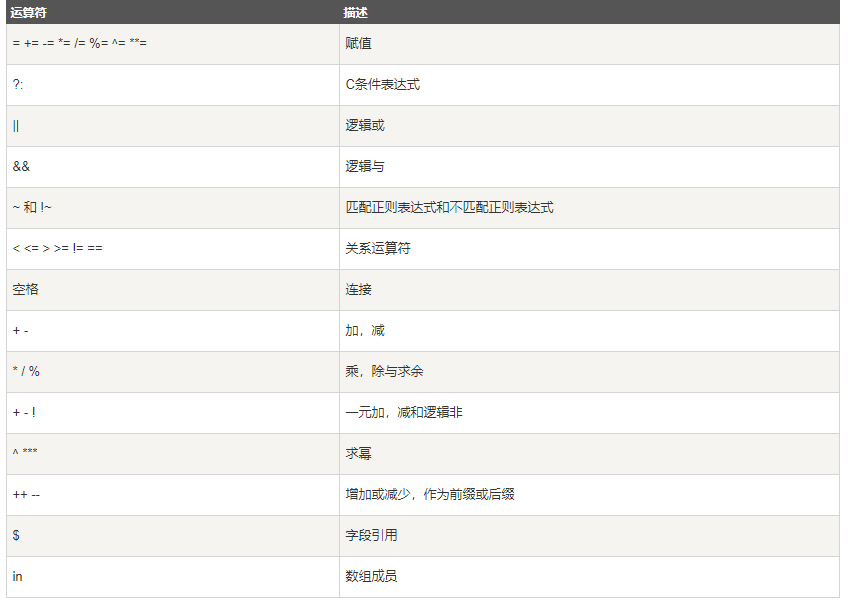 运算符 描述
= += -= *= /= %= ^= **= 赋值
?: C条件表达式
|| 逻辑或
&& 逻辑与
~ 和 !~ 匹配正则表达式和不匹配正则表达式
< <= > >= != == 关系运算符
空格 连接
+ - 加，减
* / % 乘，除与求余
+ - ! 一元加，减和逻辑非
^ *** 求幂
++ -- 增加或减少，作为前缀或后缀
$ 字段引用
in 数组成员